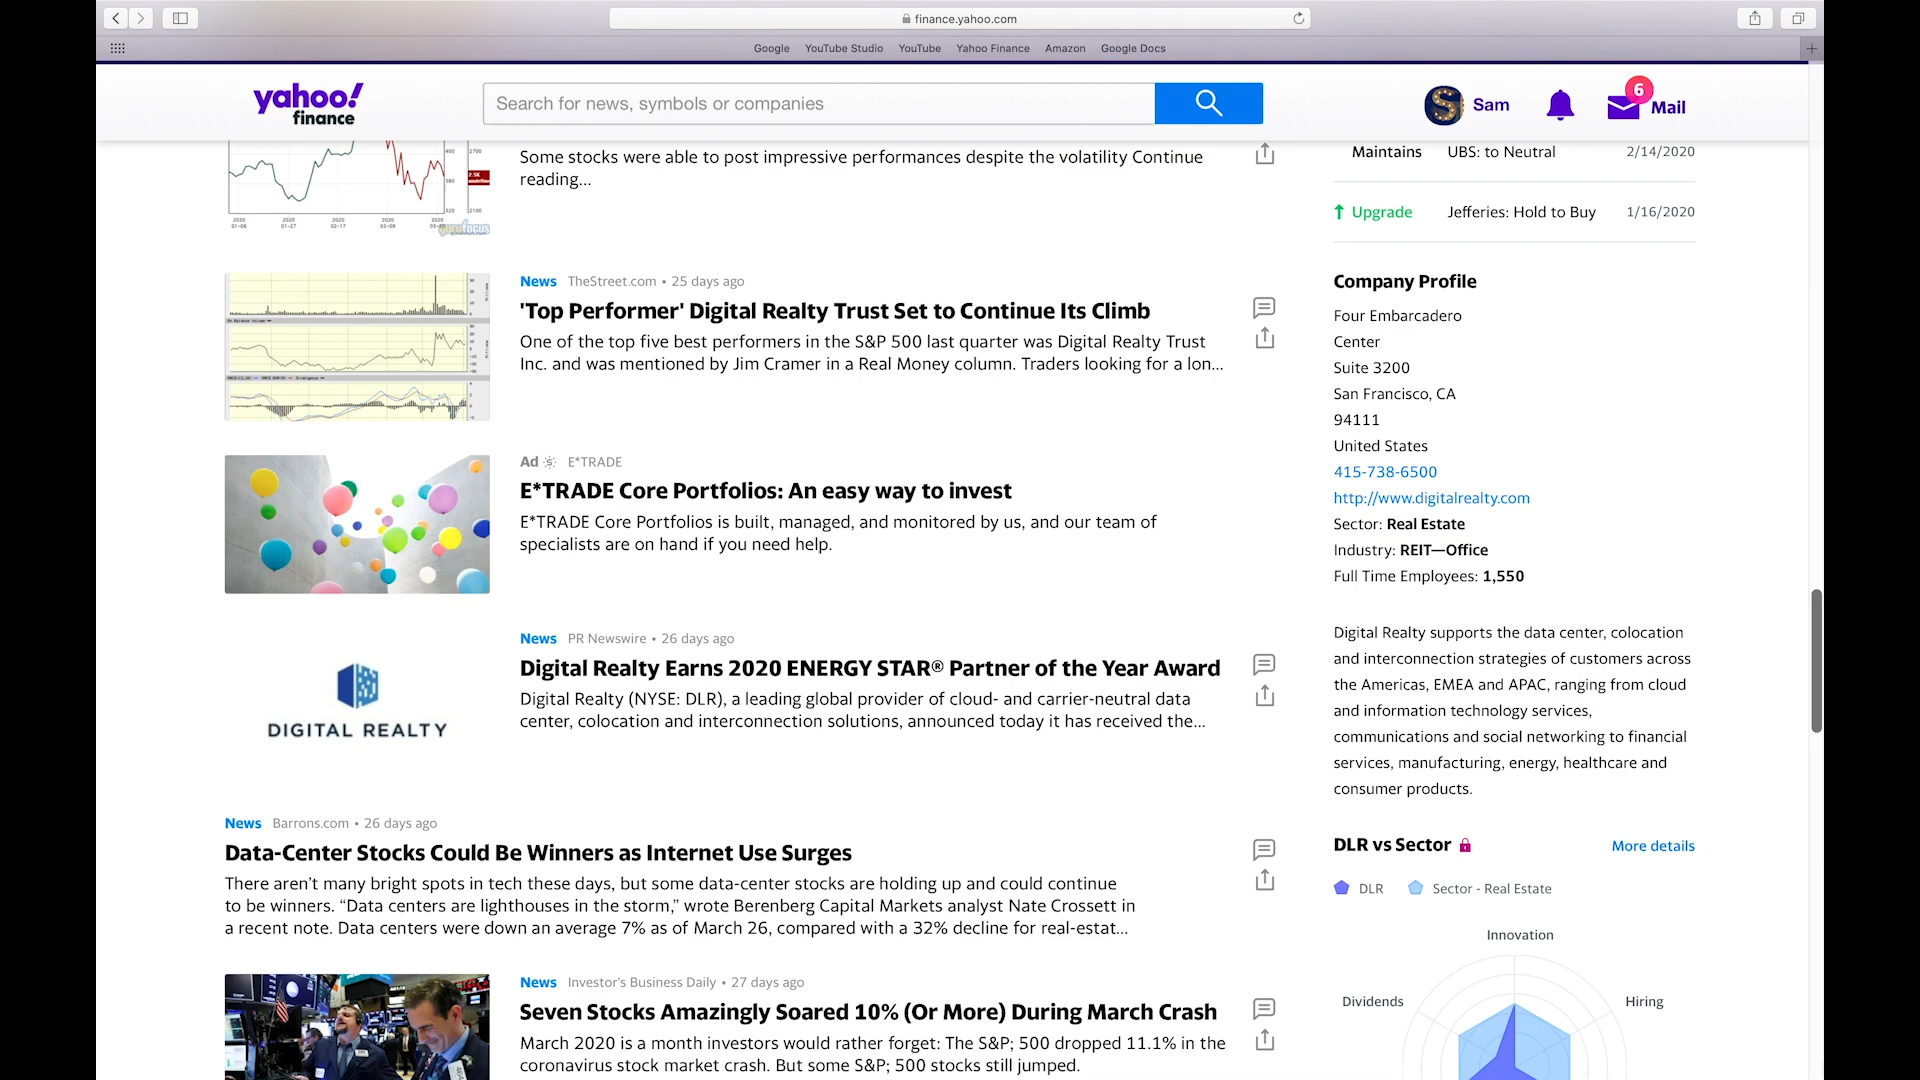 finance.yahoo.com
Google YouTube Studio YouTube Yahoo Finance Amazon Google Docs
yahoo!
finance
Search for news, symbols or companies
Sam
6
Mail
Some stocks were able to post impressive performances despite the volatility Continue
reading...
News TheStreet.com • 25 days ago
'Top Performer' Digital Realty Trust Set to Continue Its Climb
One of the top five best performers in the S&P 500 last quarter was Digital Realty Trust
Inc. and was mentioned by Jim Cramer in a Real Money column. Traders looking for a lon...
Ad E*TRADE
E*TRADE Core Portfolios: An easy way to invest
E*TRADE Core Portfolios is built, managed, and monitored by us, and our team of
specialists are on hand if you need help.
DIGITAL REALTY
News PR Newswire • 26 days ago
Digital Realty Earns 2020 ENERGY STAR® Partner of the Year Award
Digital Realty (NYSE: DLR), a leading global provider of cloud- and carrier-neutral data
center, colocation and interconnection solutions, announced today it has received the...
News Barrons.com • 26 days ago
Data-Center Stocks Could Be Winners as Internet Use Surges
There aren’t many bright spots in tech these days, but some data-center stocks are holding up and could continue
to be winners. “Data centers are lighthouses in the storm,” wrote Berenberg Capital Markets analyst Nate Crossett in
a recent note. Data centers were down an average 7% as of March 26, compared with a 32% decline for real-estat...
News Investor's Business Daily • 27 days ago
Seven Stocks Amazingly Soared 10% (Or More) During March Crash
March 2020 is a month investors would rather forget: The S&P; 500 dropped 11.1% in the
coronavirus stock market crash. But some S&P; 500 stocks still jumped.
Maintains UBS: to Neutral 2/14/2020
Upgrade Jefferies: Hold to Buy 1/16/2020
Company Profile
Four Embarcadero
Center
Suite 3200
San Francisco, CA
94111
United States
415-738-6500
http://www.digitalrealty.com
Sector: Real Estate
Industry: REIT—Office
Full Time Employees: 1,550
Digital Realty supports the data center, colocation
and interconnection strategies of customers across
the Americas, EMEA and APAC, ranging from cloud
and information technology services,
communications and social networking to financial
services, manufacturing, energy, healthcare and
consumer products.
DLR vs Sector More details
DLR Sector - Real Estate
Innovation
Dividends Hiring